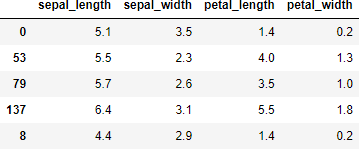 sepal_length sepal_width petal_length petal_width
0 5.1 3.5 1.4 0.2
53 5.5 2.3 4.0 1.3
79 5.7 2.6 3.5 1.0
137 6.4 3.1 5.5 1.8
8 4.4 2.9 1.4 0.2